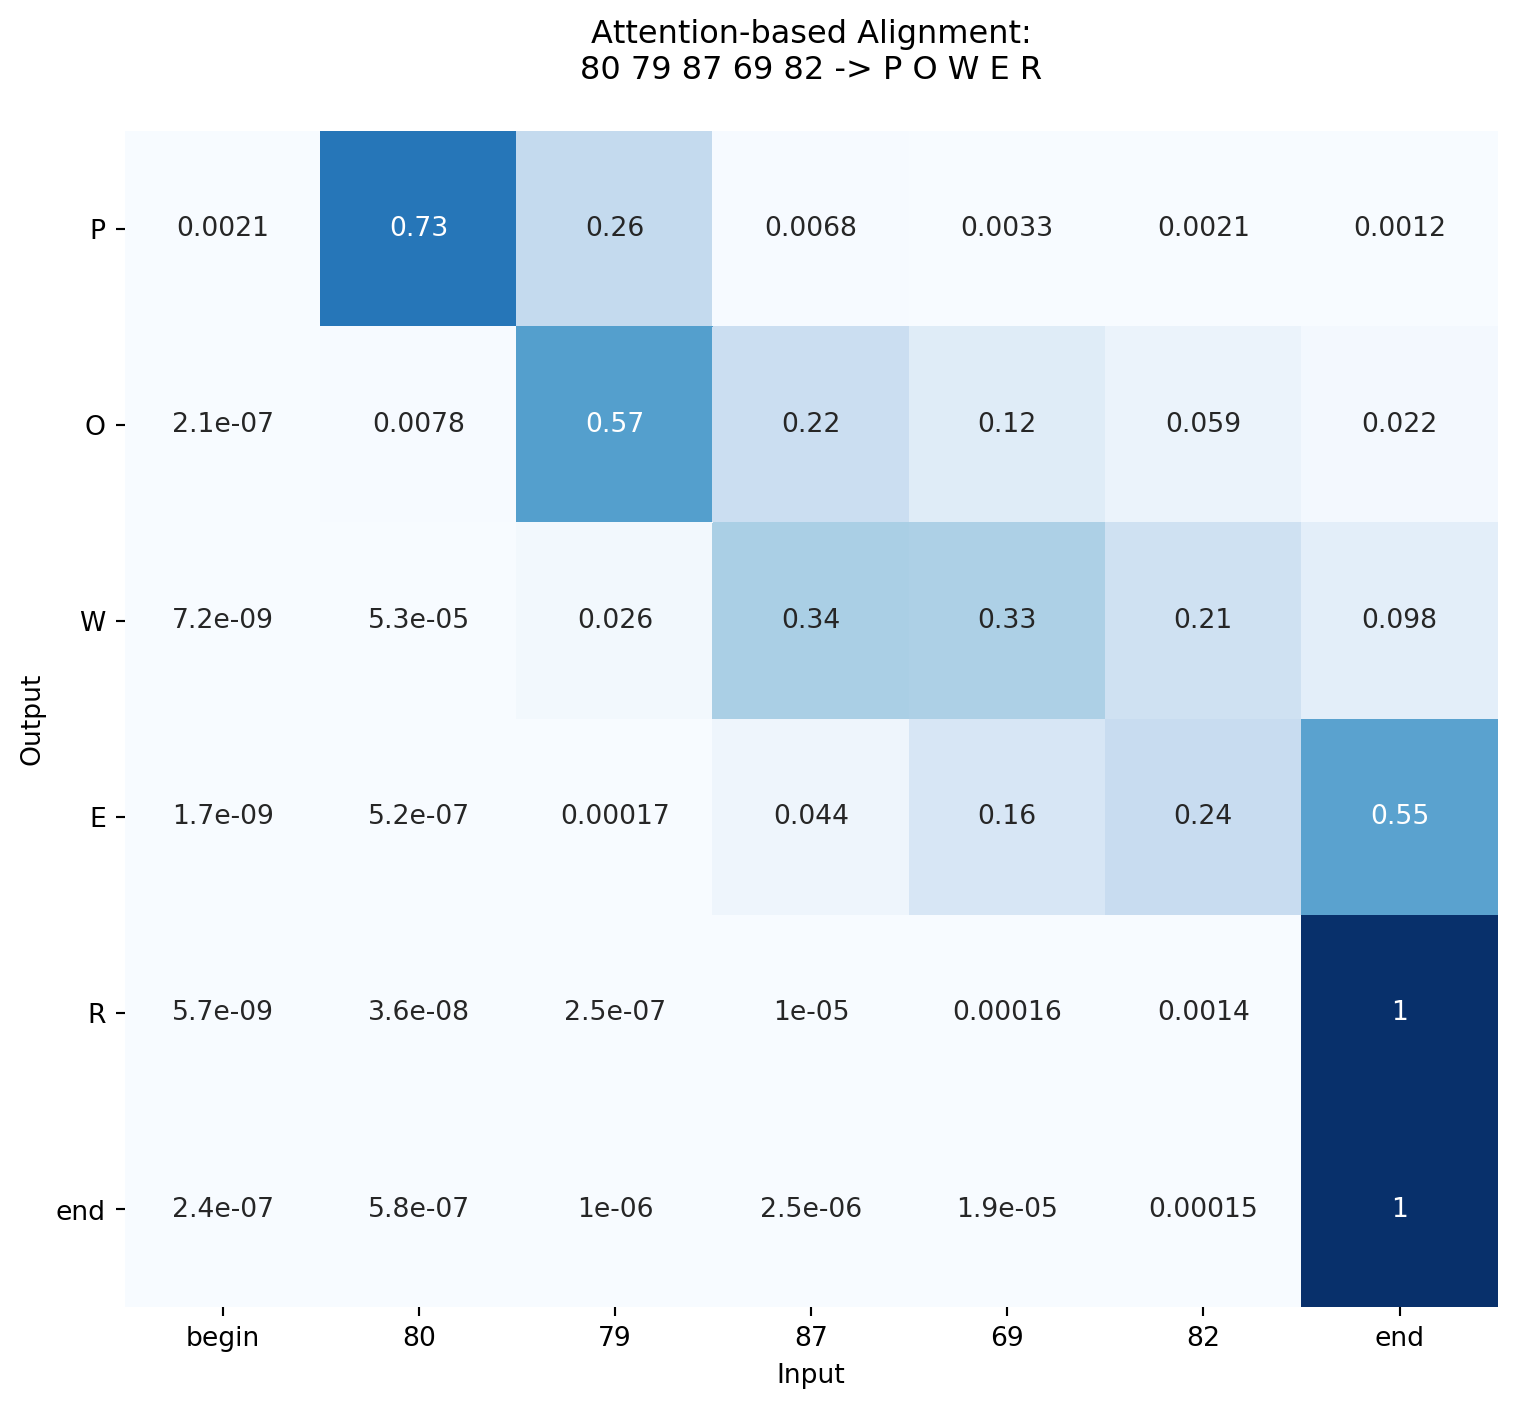 Attention-based Alignment:
80 79 87 69 82 -> P O W E R
P 0.0021 0.73 0.26 0.0068 0.0033 0.0021 0.0012
O 2.1e-07 0.0078 0.57 0.22 0.12 0.059 0.022
W 7.2e-09 5.3e-05 0.026 0.34 0.33 0.21 0.098
Output
E 1.7e-09 5.2e-07 0.00017 0.044 0.16 0.24 0.55
R 5.7e-09 3.6e-08 2.5e-07 1e-05 0.00016 0.0014 1
end 2.4e-07 5.8e-07 1e-06 2.5e-06 1.9e-05 0.00015 1
begin 80 79 87 69 82 end
Input